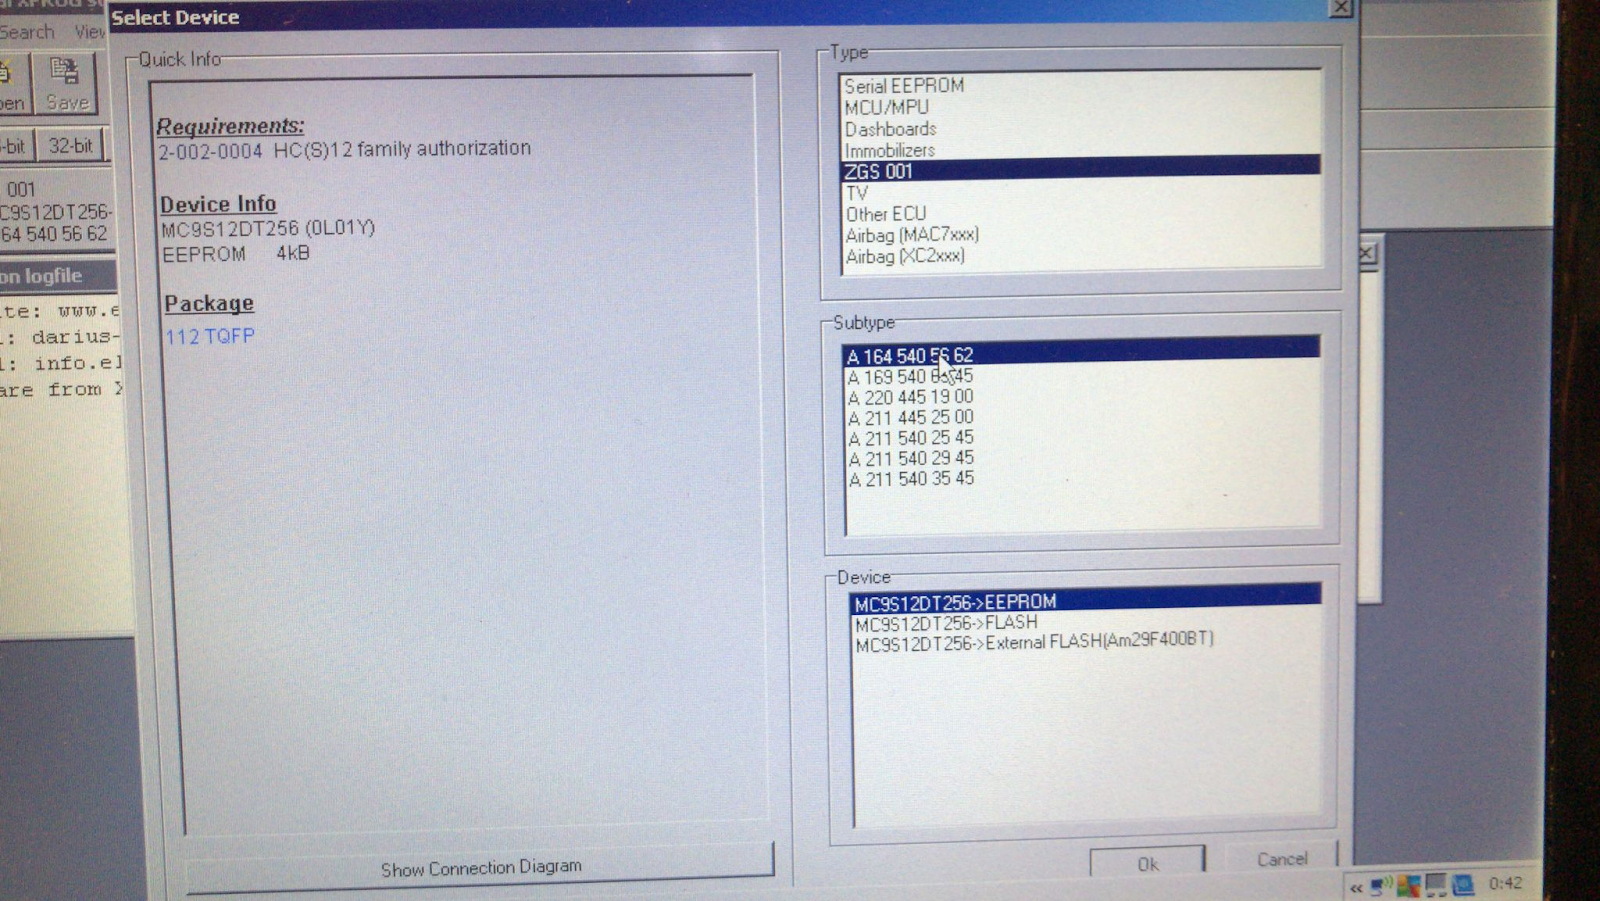 Select Device
Search View
Save
-bit 32-bit
001
C9S12DT256-
64 540 56 62
on logfile
te: www.e
l: darius-
l: info.el
are from X
Quick Info
Requirements:
2-002-0004 HC(S)12 family authorization
Device Info
MC9S12DT256 (0L01Y)
EEPROM 4kB
Package
112 TQFP
Show Connection Diagram
Type
Serial EEPROM
MCU/MPU
Dashboards
Immobilizers
ZGS 001
TV
Other ECU
Airbag (MAC7xxx)
Airbag (XC2xxx)
Subtype
A 164 540 56 62
A 169 540 45
A 220 445 19 00
A 211 445 25 00
A 211 540 25 45
A 211 540 29 45
A 211 540 35 45
Device
MC9S12DT256->EEPROM
MC9S12DT256->FLASH
MC9S12DT256->External FLASH(Am29F400BT)
Ok Cancel
« 0:42